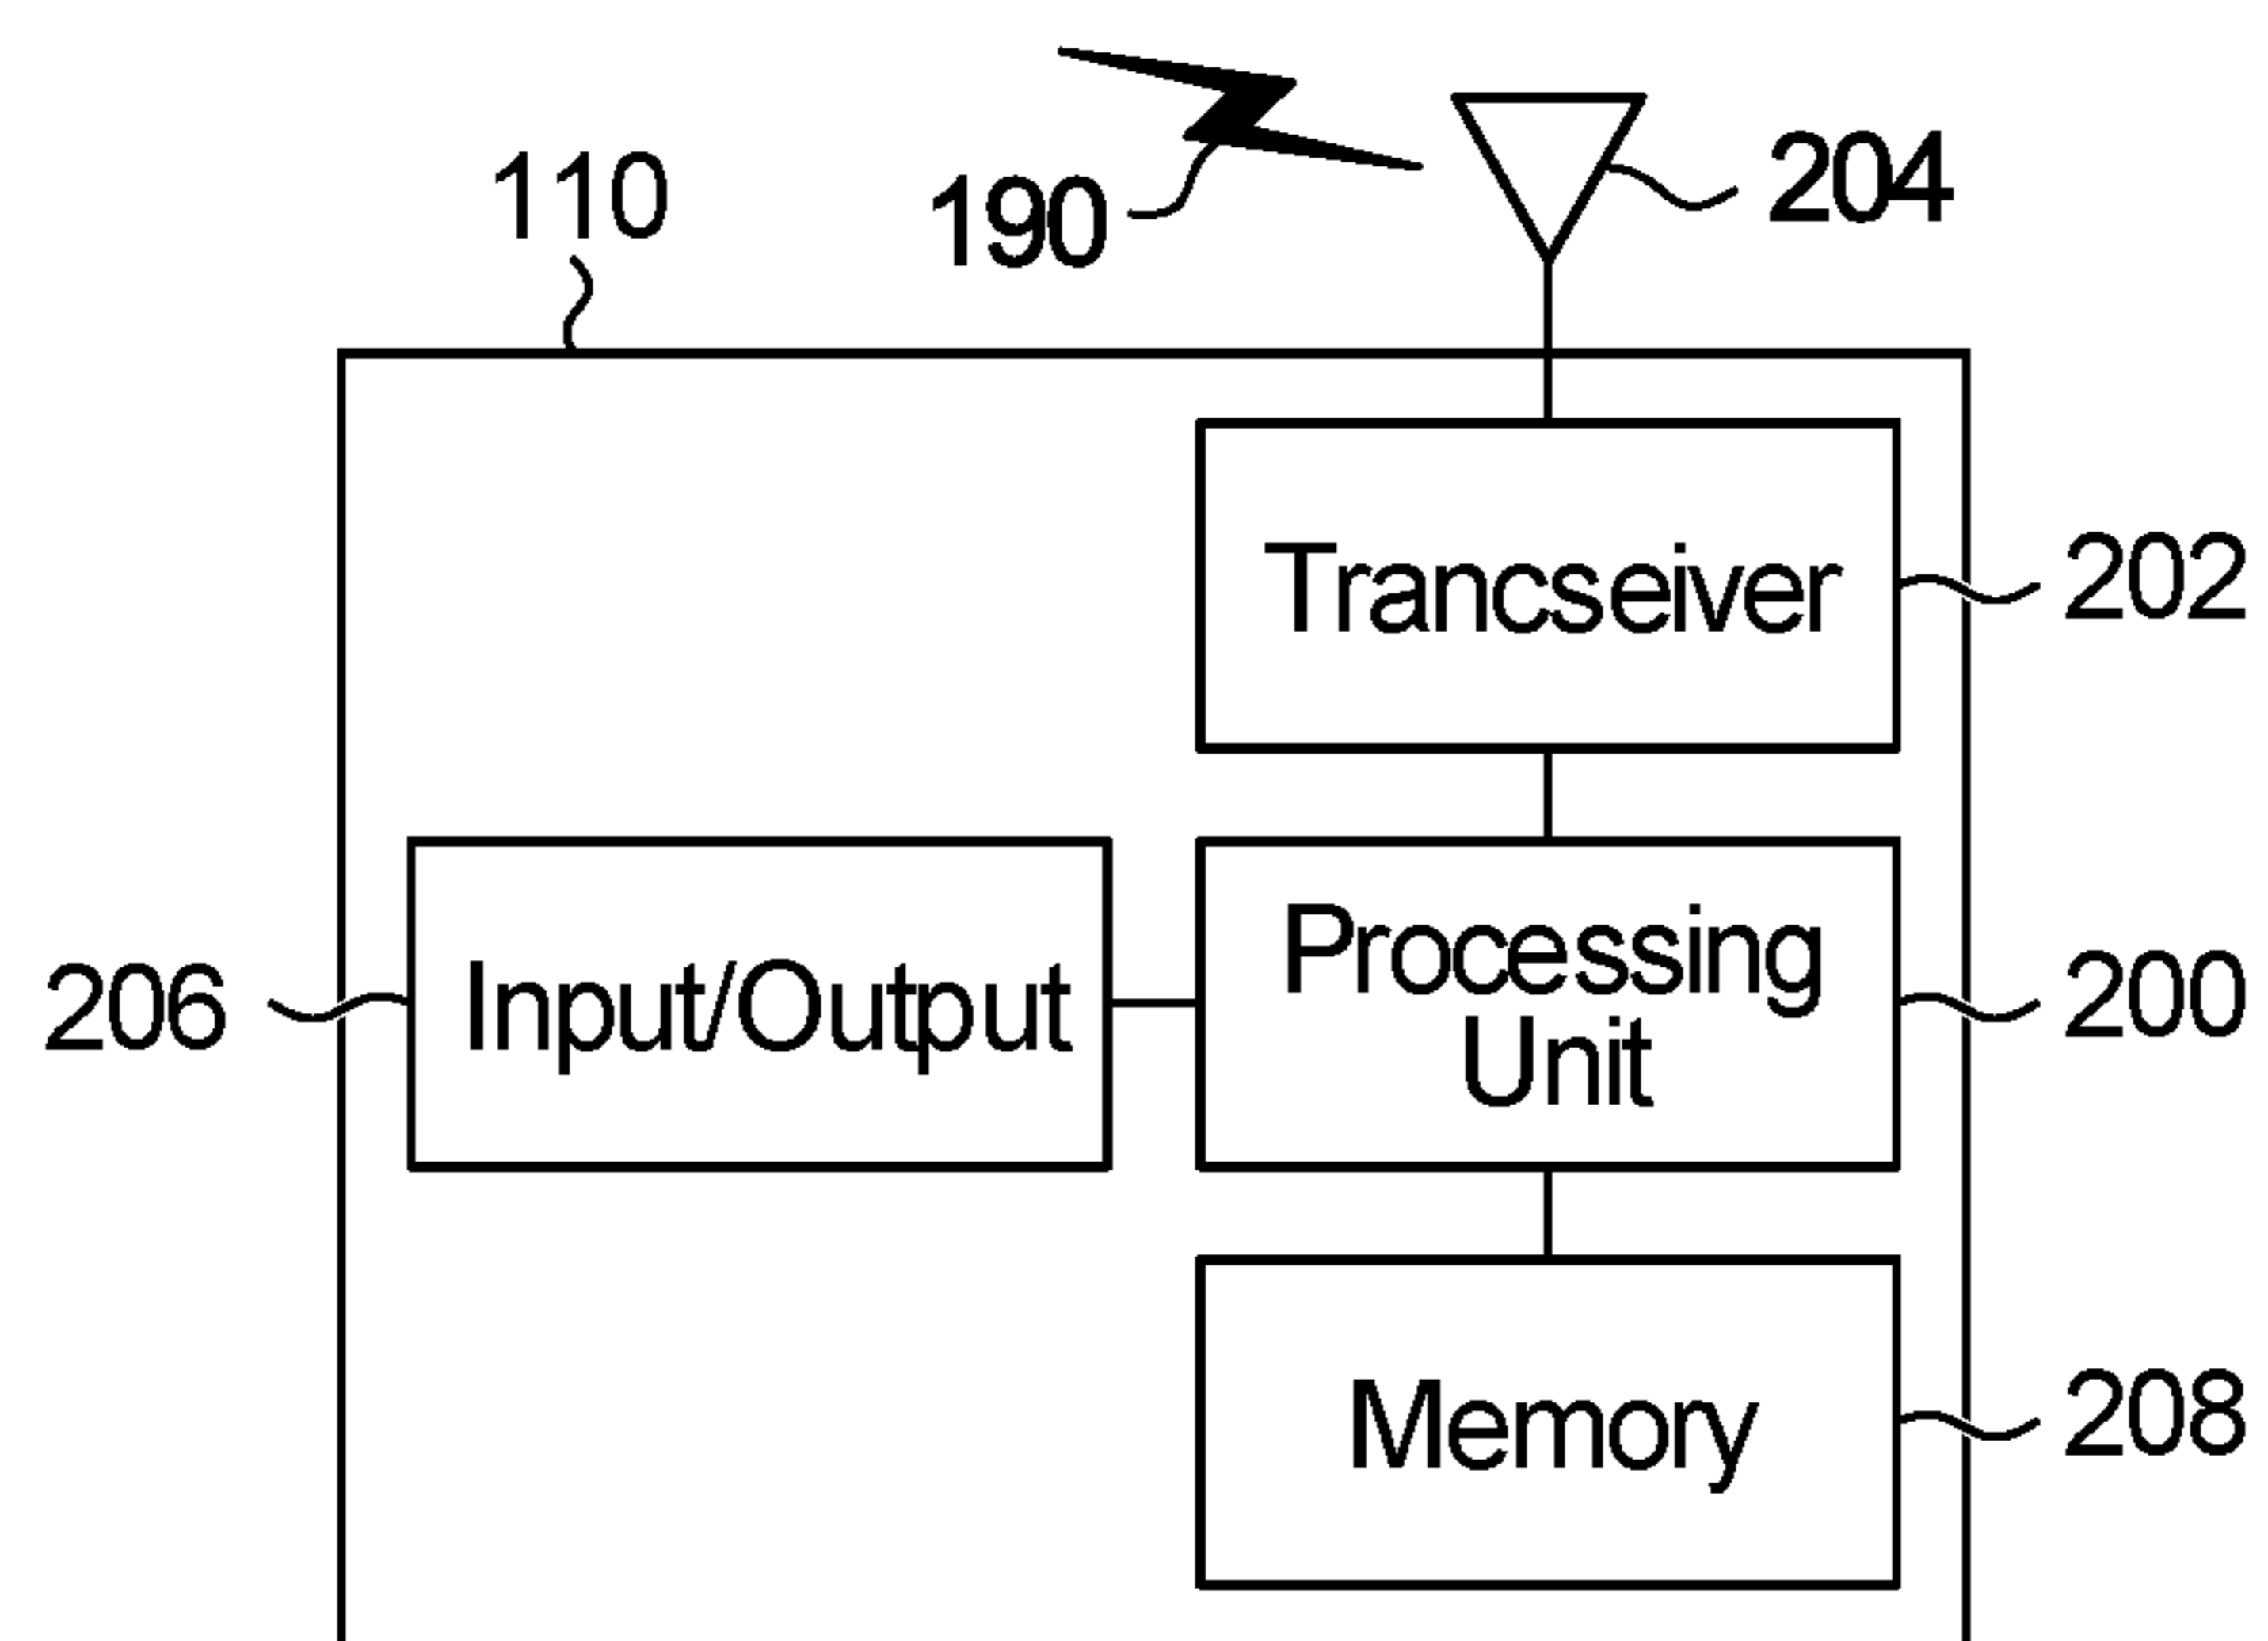 110
190
204
Trancseiver
202
206
Input/Output
Processing
Unit
200
Memory
208